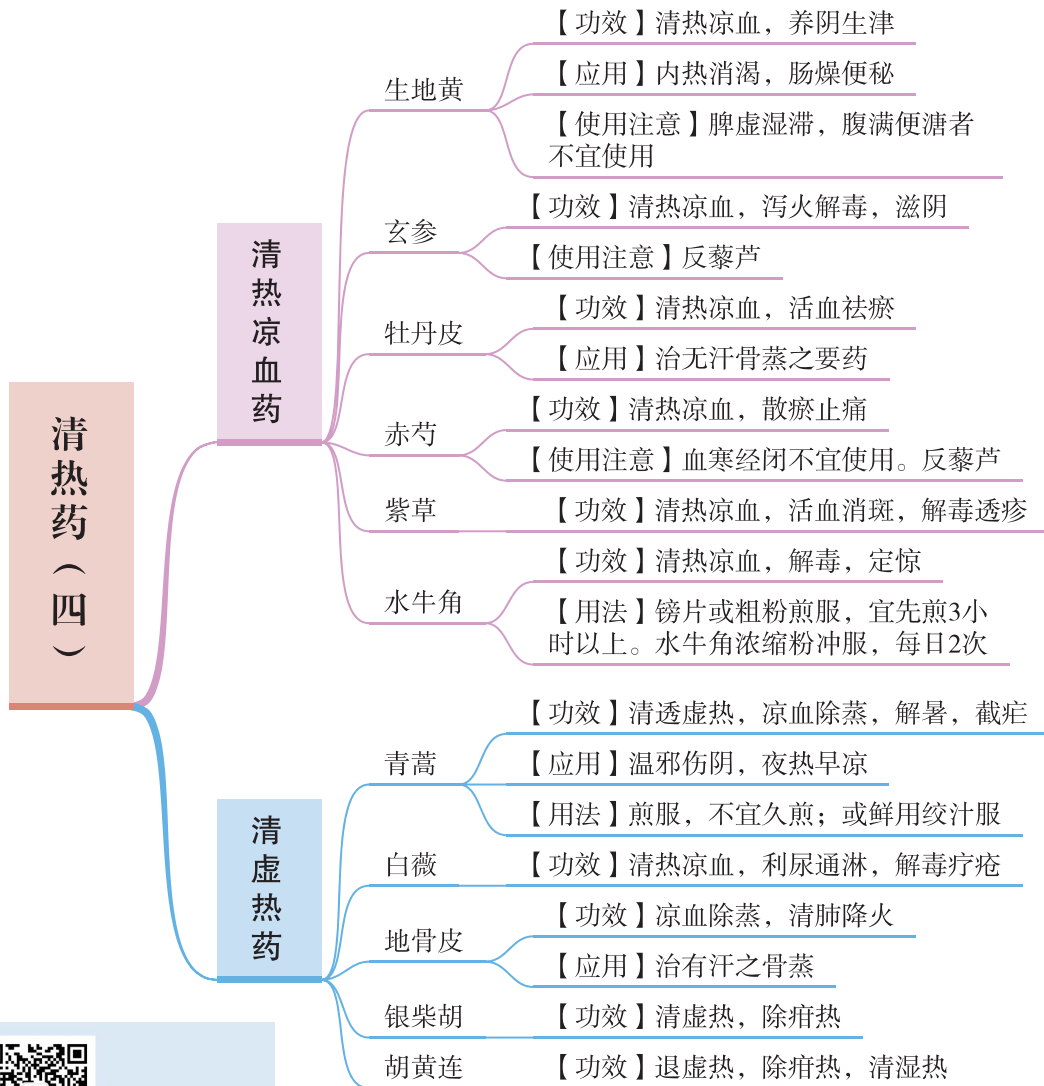 清热药（四）
清热凉血药
生地黄
【功效】清热凉血，养阴生津
【应用】内热消渴，肠燥便秘
【使用注意】脾虚湿滞，腹满便溏者
不宜使用
玄参
【功效】清热凉血，泻火解毒，滋阴
【使用注意】反藜芦
牡丹皮
【功效】清热凉血，活血祛瘀
【应用】治无汗骨蒸之要药
赤芍
【功效】清热凉血，散瘀止痛
【使用注意】血寒经闭不宜使用。反藜芦
紫草
【功效】清热凉血，活血消斑，解毒透疹
水牛角
【功效】清热凉血，解毒，定惊
【用法】镑片或粗粉煎服，宜先煎3小
时以上。水牛角浓缩粉冲服，每日2次
清虚热药
青蒿
【功效】清透虚热，凉血除蒸，解暑，截疟
【应用】温邪伤阴，夜热早凉
【用法】煎服，不宜久煎；或鲜用绞汁服
白薇
【功效】清热凉血，利尿通淋，解毒疗疮
地骨皮
【功效】凉血除蒸，清肺降火
【应用】治有汗之骨蒸
银柴胡
【功效】清虚热，除疳热
胡黄连
【功效】退虚热，除疳热，清湿热